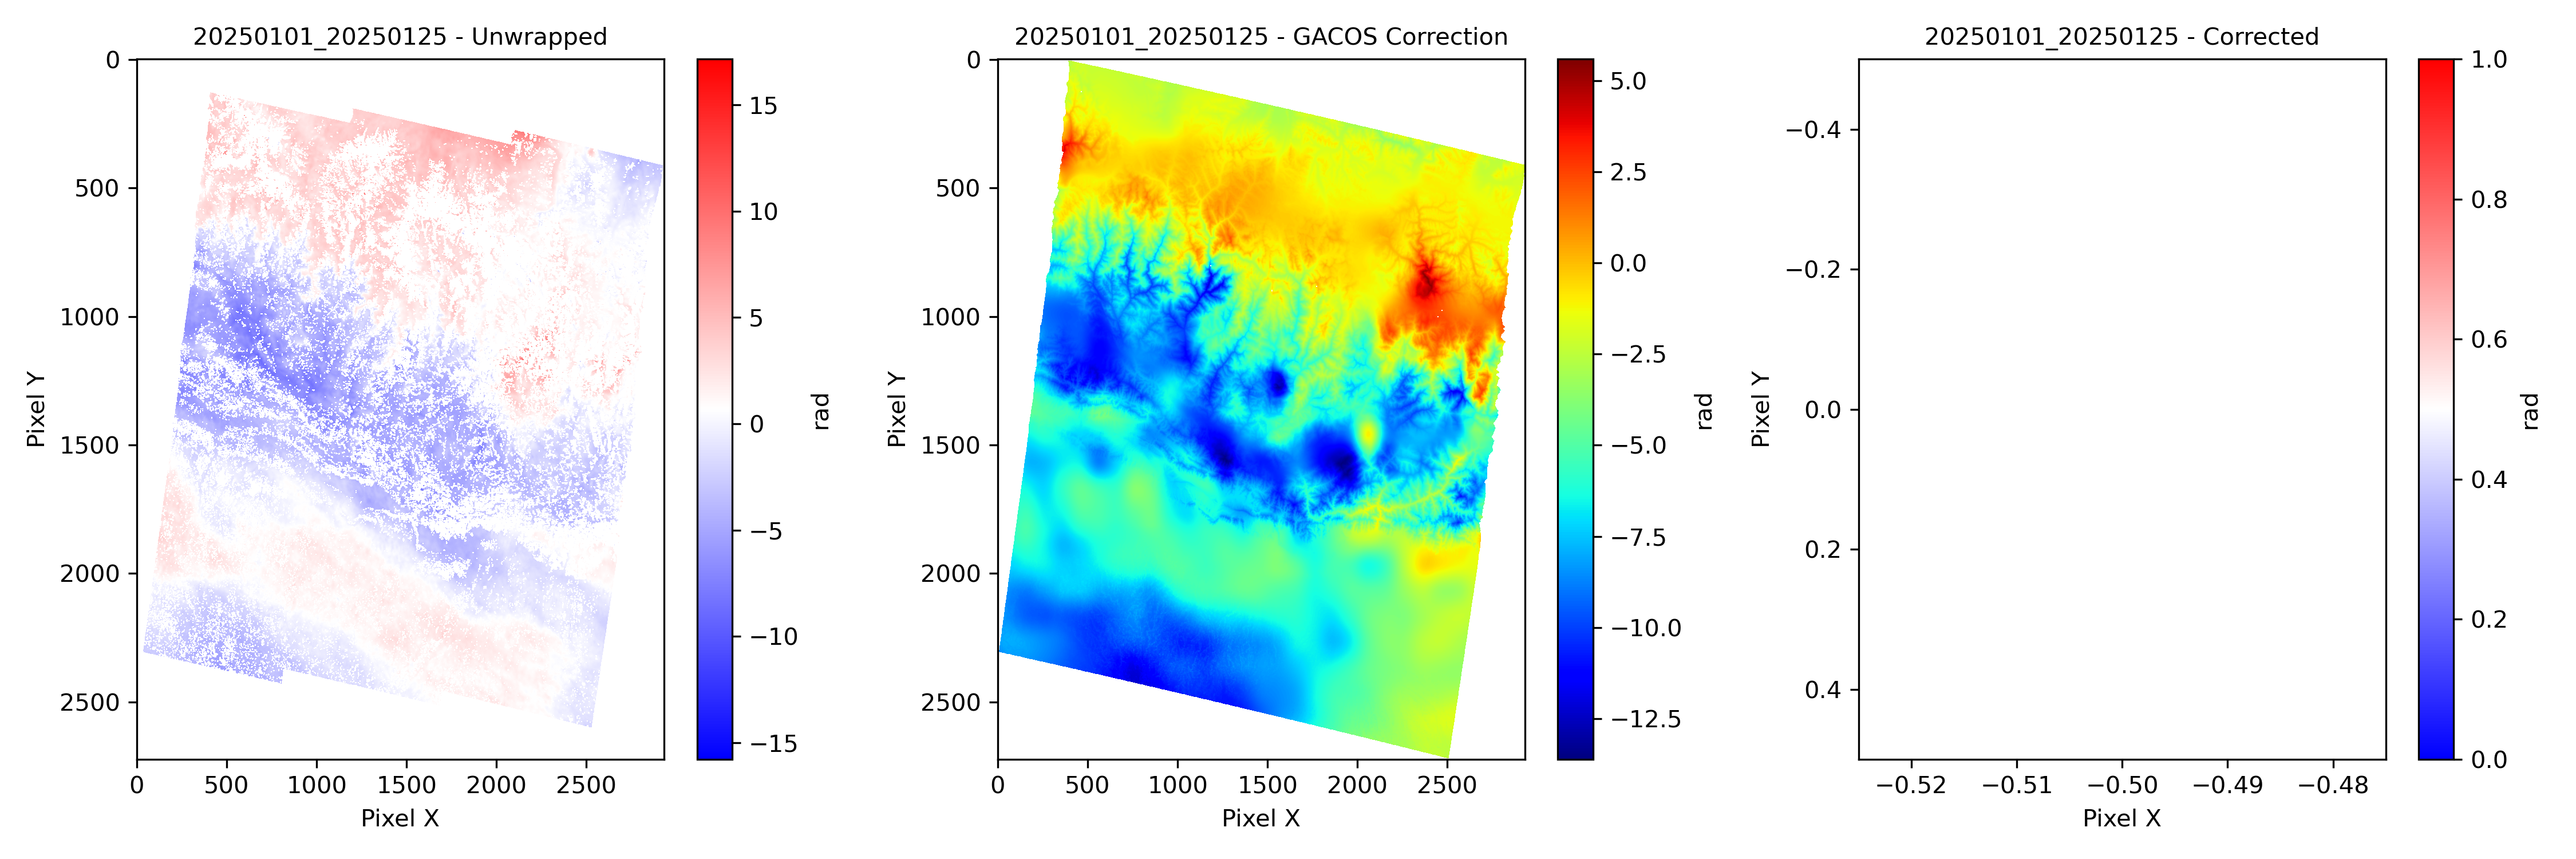 20250101_20250125 - Unwrapped
0
500
1000
1500
2000
2500
Pixel Y
0 500 1000 1500 2000 2500
Pixel X
15
10
5
0
−5
−10
−15
rad
20250101_20250125 - GACOS Correction
0
500
1000
1500
2000
2500
Pixel Y
0 500 1000 1500 2000 2500
Pixel X
5.0
2.5
0.0
−2.5
−5.0
−7.5
−10.0
−12.5
rad
20250101_20250125 - Corrected
−0.4
−0.2
0.0
0.2
0.4
Pixel Y
−0.52 −0.51 −0.50 −0.49 −0.48
Pixel X
1.0
0.8
0.6
0.4
0.2
0.0
rad